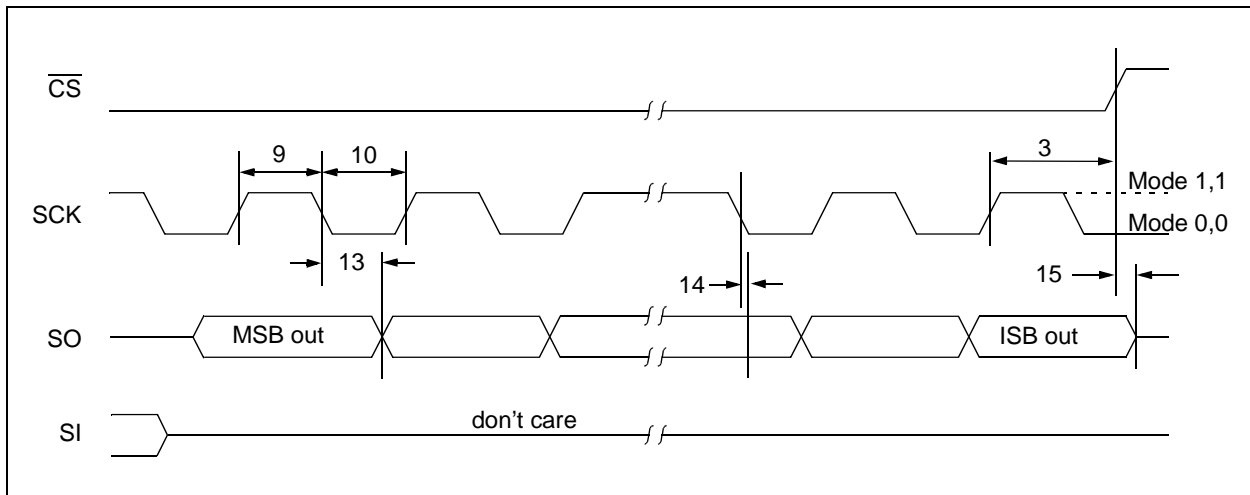 CS
9
10
3
SCK
Mode 1,1
Mode 0,0
13
14
15
SO
MSB out
ISB out
SI
don't care